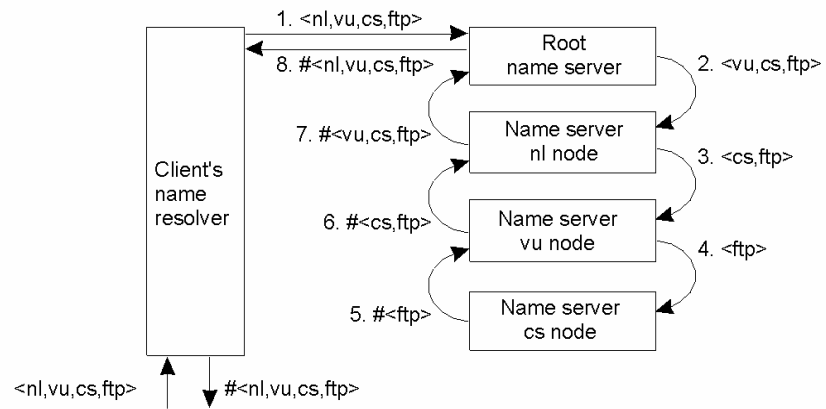 1. <nl,vu,cs,ftp>
8. #<nl,vu,cs,ftp>
Root
name server
2. <vu,cs,ftp>
7. #<vu,cs,ftp>
Name server
nl node
3. <cs,ftp>
Client's
name
resolver
6. #<cs,ftp>
Name server
vu node
4. <ftp>
5. #<ftp>
Name server
cs node
<nl,vu,cs,ftp>
#<nl,vu,cs,ftp>